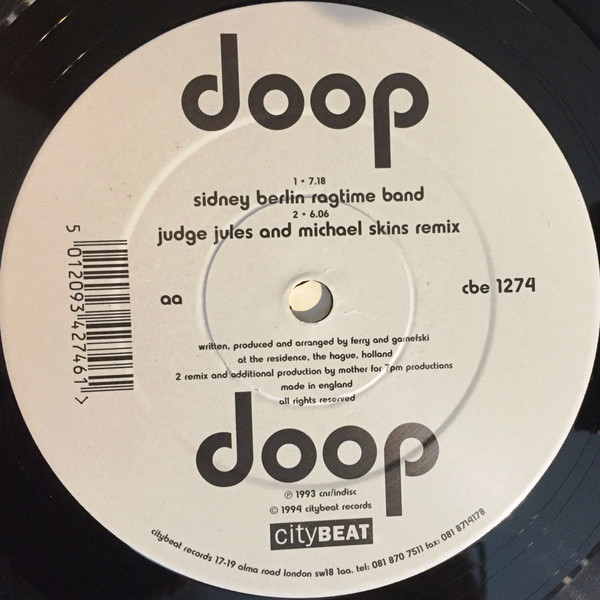 doop
1 • 7.18
sidney berlin ragtime band
2 • 6.06
judge jules and michael skins remix
aa
cbe 1274
5 012093 427461 >
written, produced and arranged by ferry and garnefski
at the residence, the hague, holland
2 remix and additional production by mother for 7pm productions
made in england
all rights reserved
doop
℗ 1993 cnr/indisc
© 1994 citybeat records
cityBEAT
citybeat records 17-19 alma road london sw18 1aa. tel: 081 870 7511 fax: 081 8714178